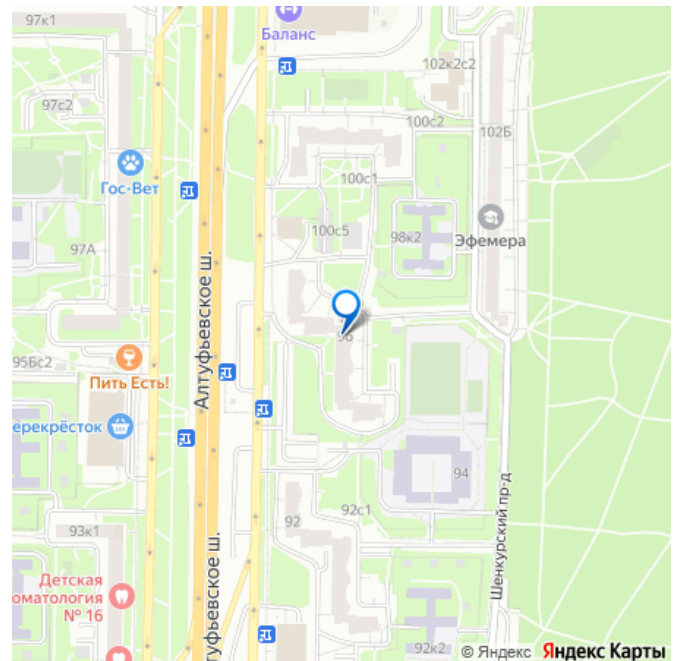 97к1
Баланс
102к2с2
97с2
100с2
102Б
Гос-Вет
100с1
97А
100с5
98к2
Эфемера
Алтуфьевское ш.
96
95Бс2
Пить Есть!
ерекрёсток
94
Шенкурский пр-д
92с1
92
93к1
Детская
оматология
№ 16
туфьевское ш.
92к2
© Яндекс Яндекс Карты